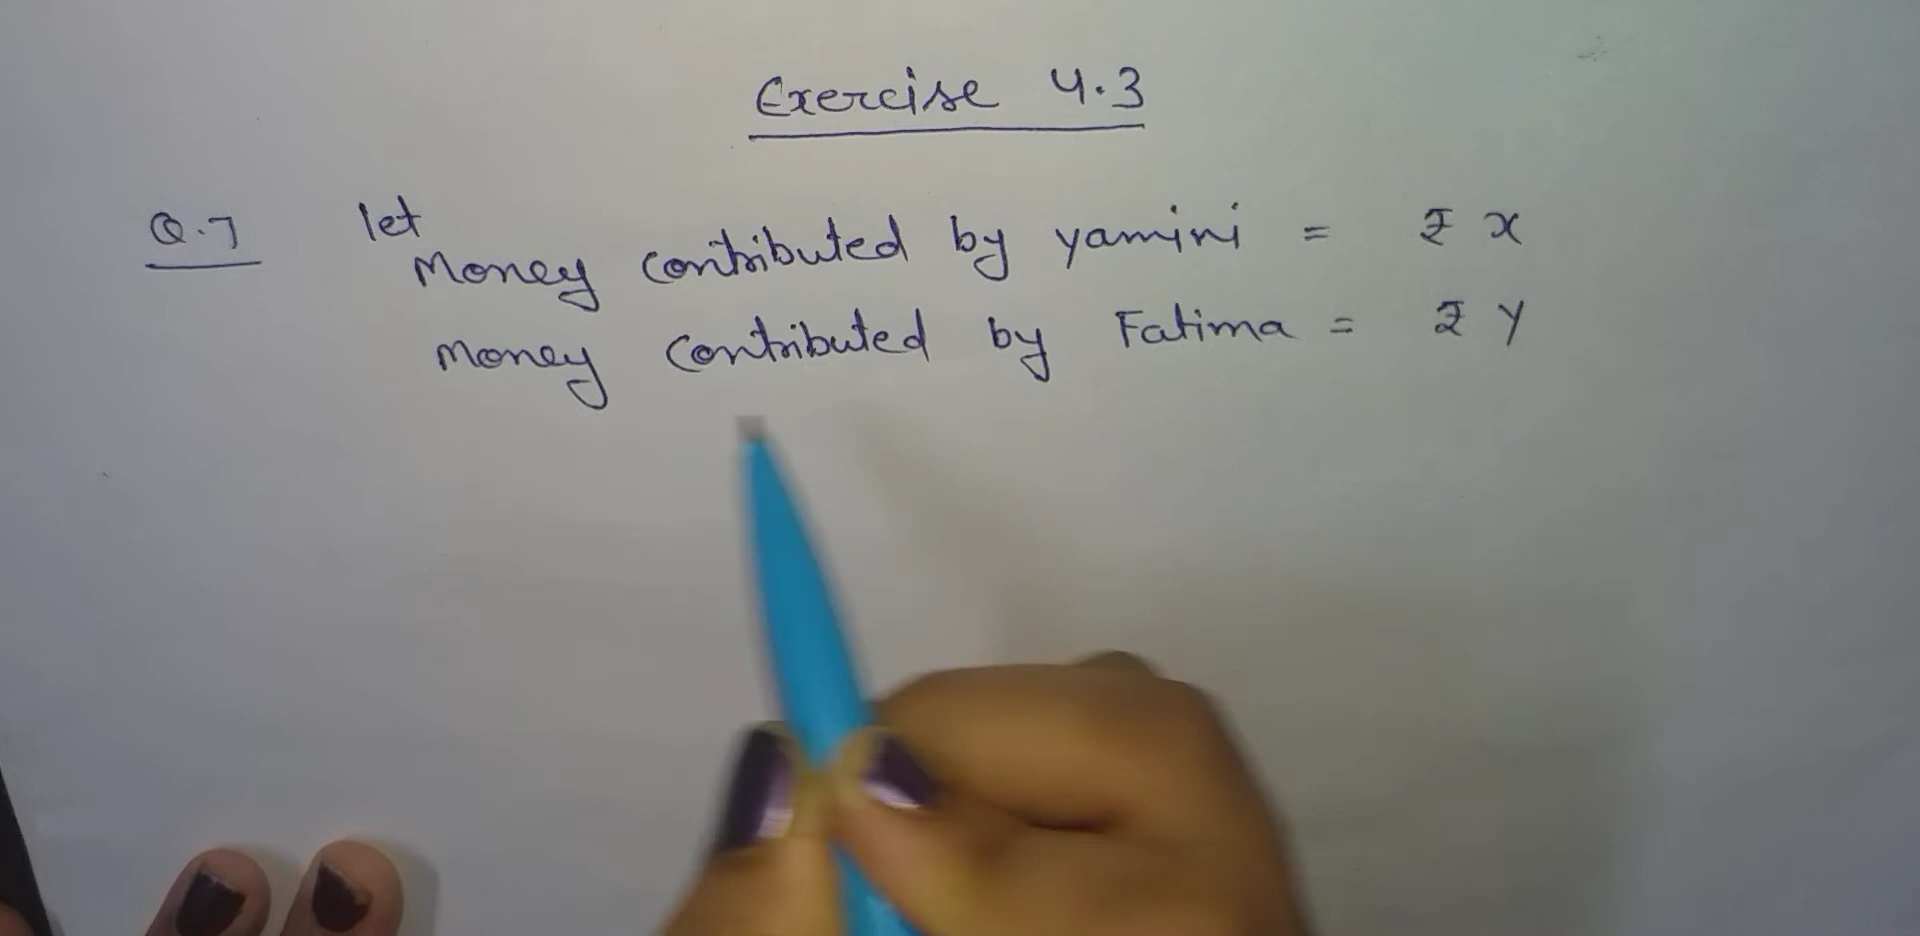 Exercise 4.3
Q.7 let
Money contributed by yamini = ₹ x
Money contributed by Fatima = ₹ y